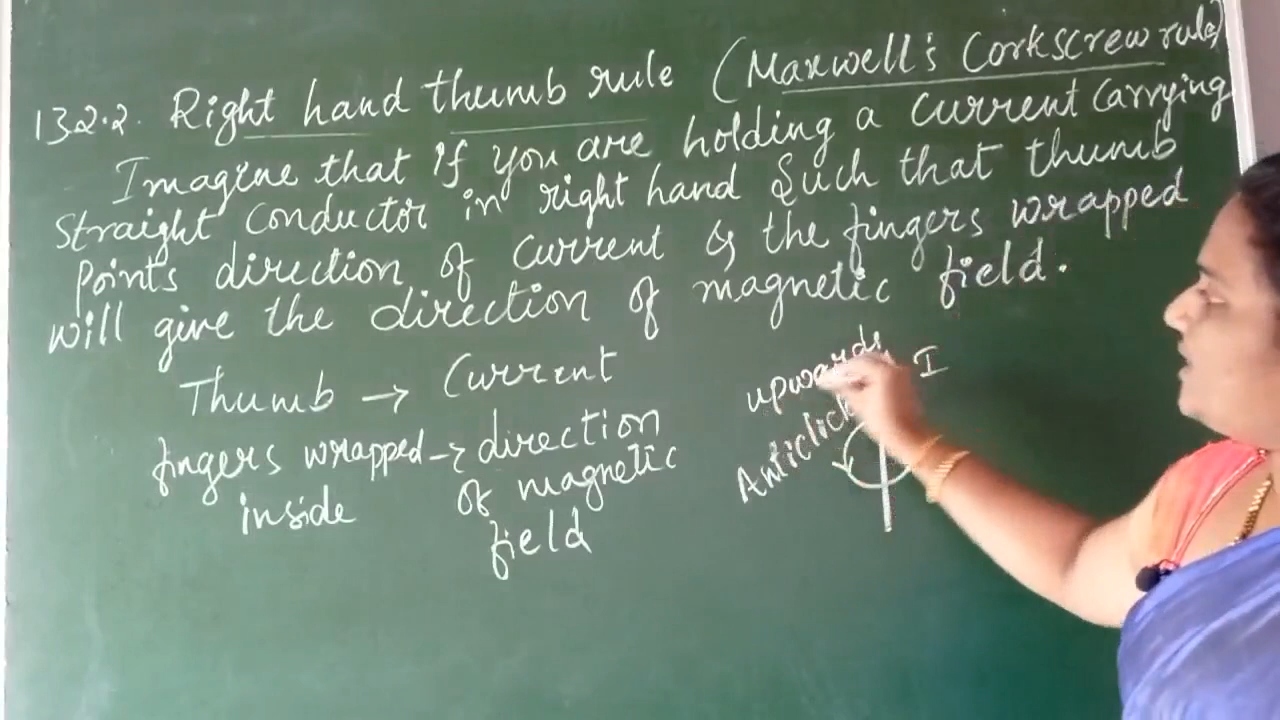 13.2.2. Right hand thumb rule (Maxwell's Corkscrew rule)
Imagine that if you are holding a current carrying
straight conductor in right hand such that thumb
points direction of current & the fingers wrapped
will give the direction of magnetic field.
Thumb → Current
fingers wrapped → direction
inside of magnetic
field
upwards I